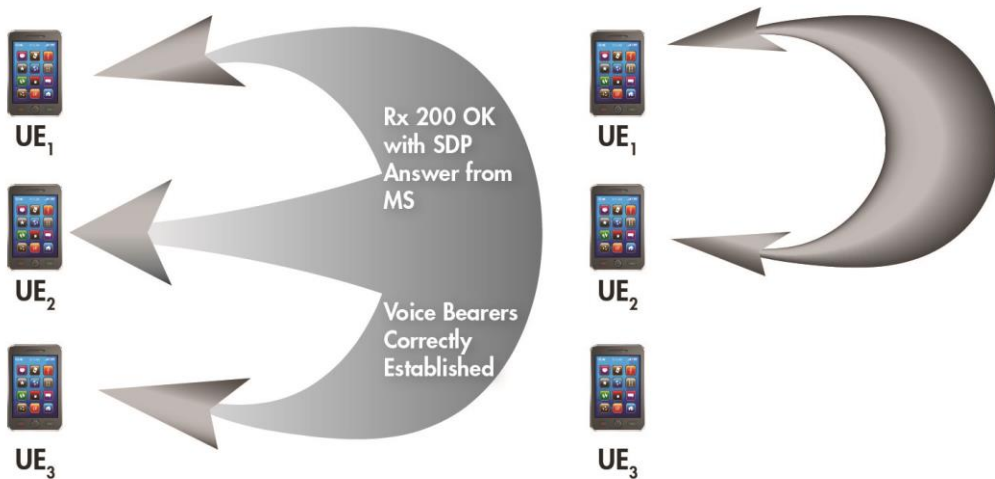 UE1
Rx 200 OK
with SDP
Answer from
MS
UE2
Voice Bearers
Correctly
Established
UE3
UE1
UE2
UE3